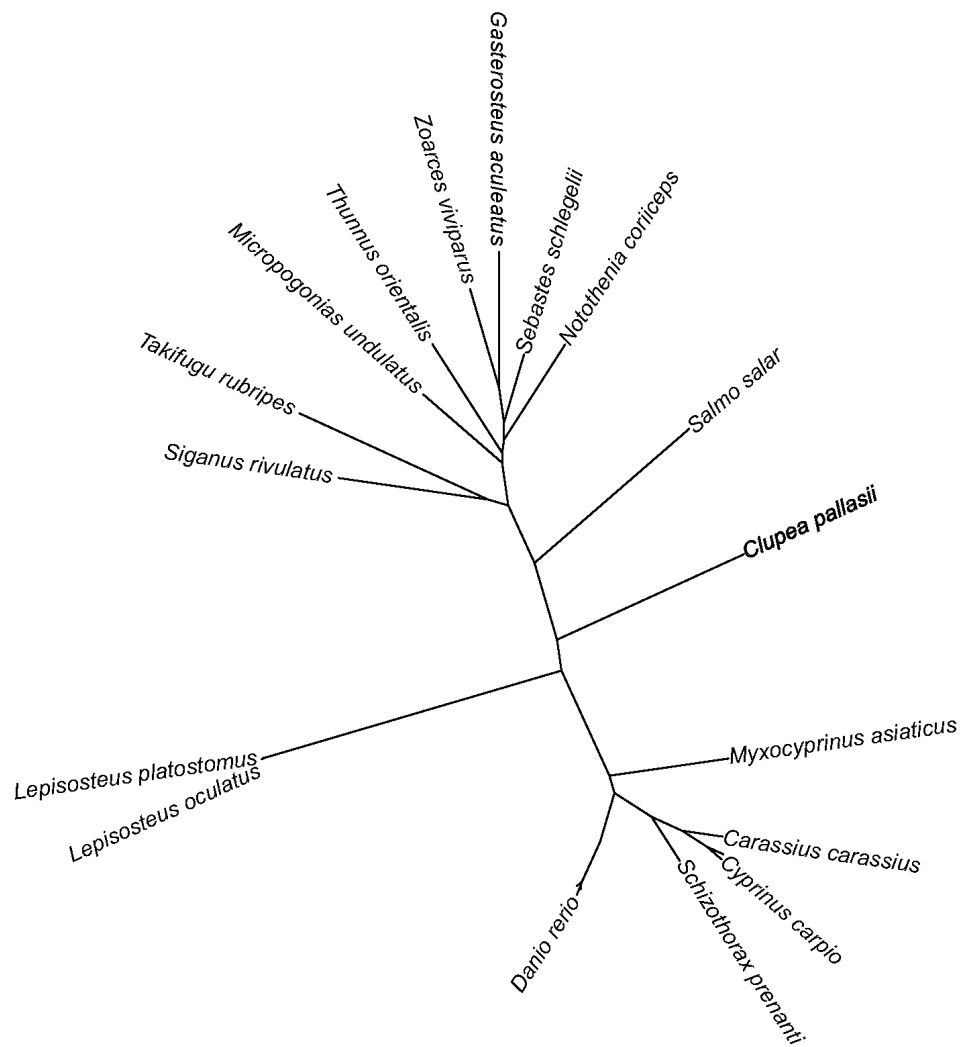 Gasterosteus aculeatus
Zoarces viviparus
Sebastes schlegelii
Notothenia coriiceps
Thunnus orientalis
Micropogonias undulatus
Takifugu rubripes
Siganus rivulatus
Salmo salar
Clupea pallasii
Myxocyprinus asiaticus
Lepisosteus platostomus
Lepisosteus oculatus
Carassius carassius
Cyprinus carpio
Schizothorax prenanti
Danio rerio